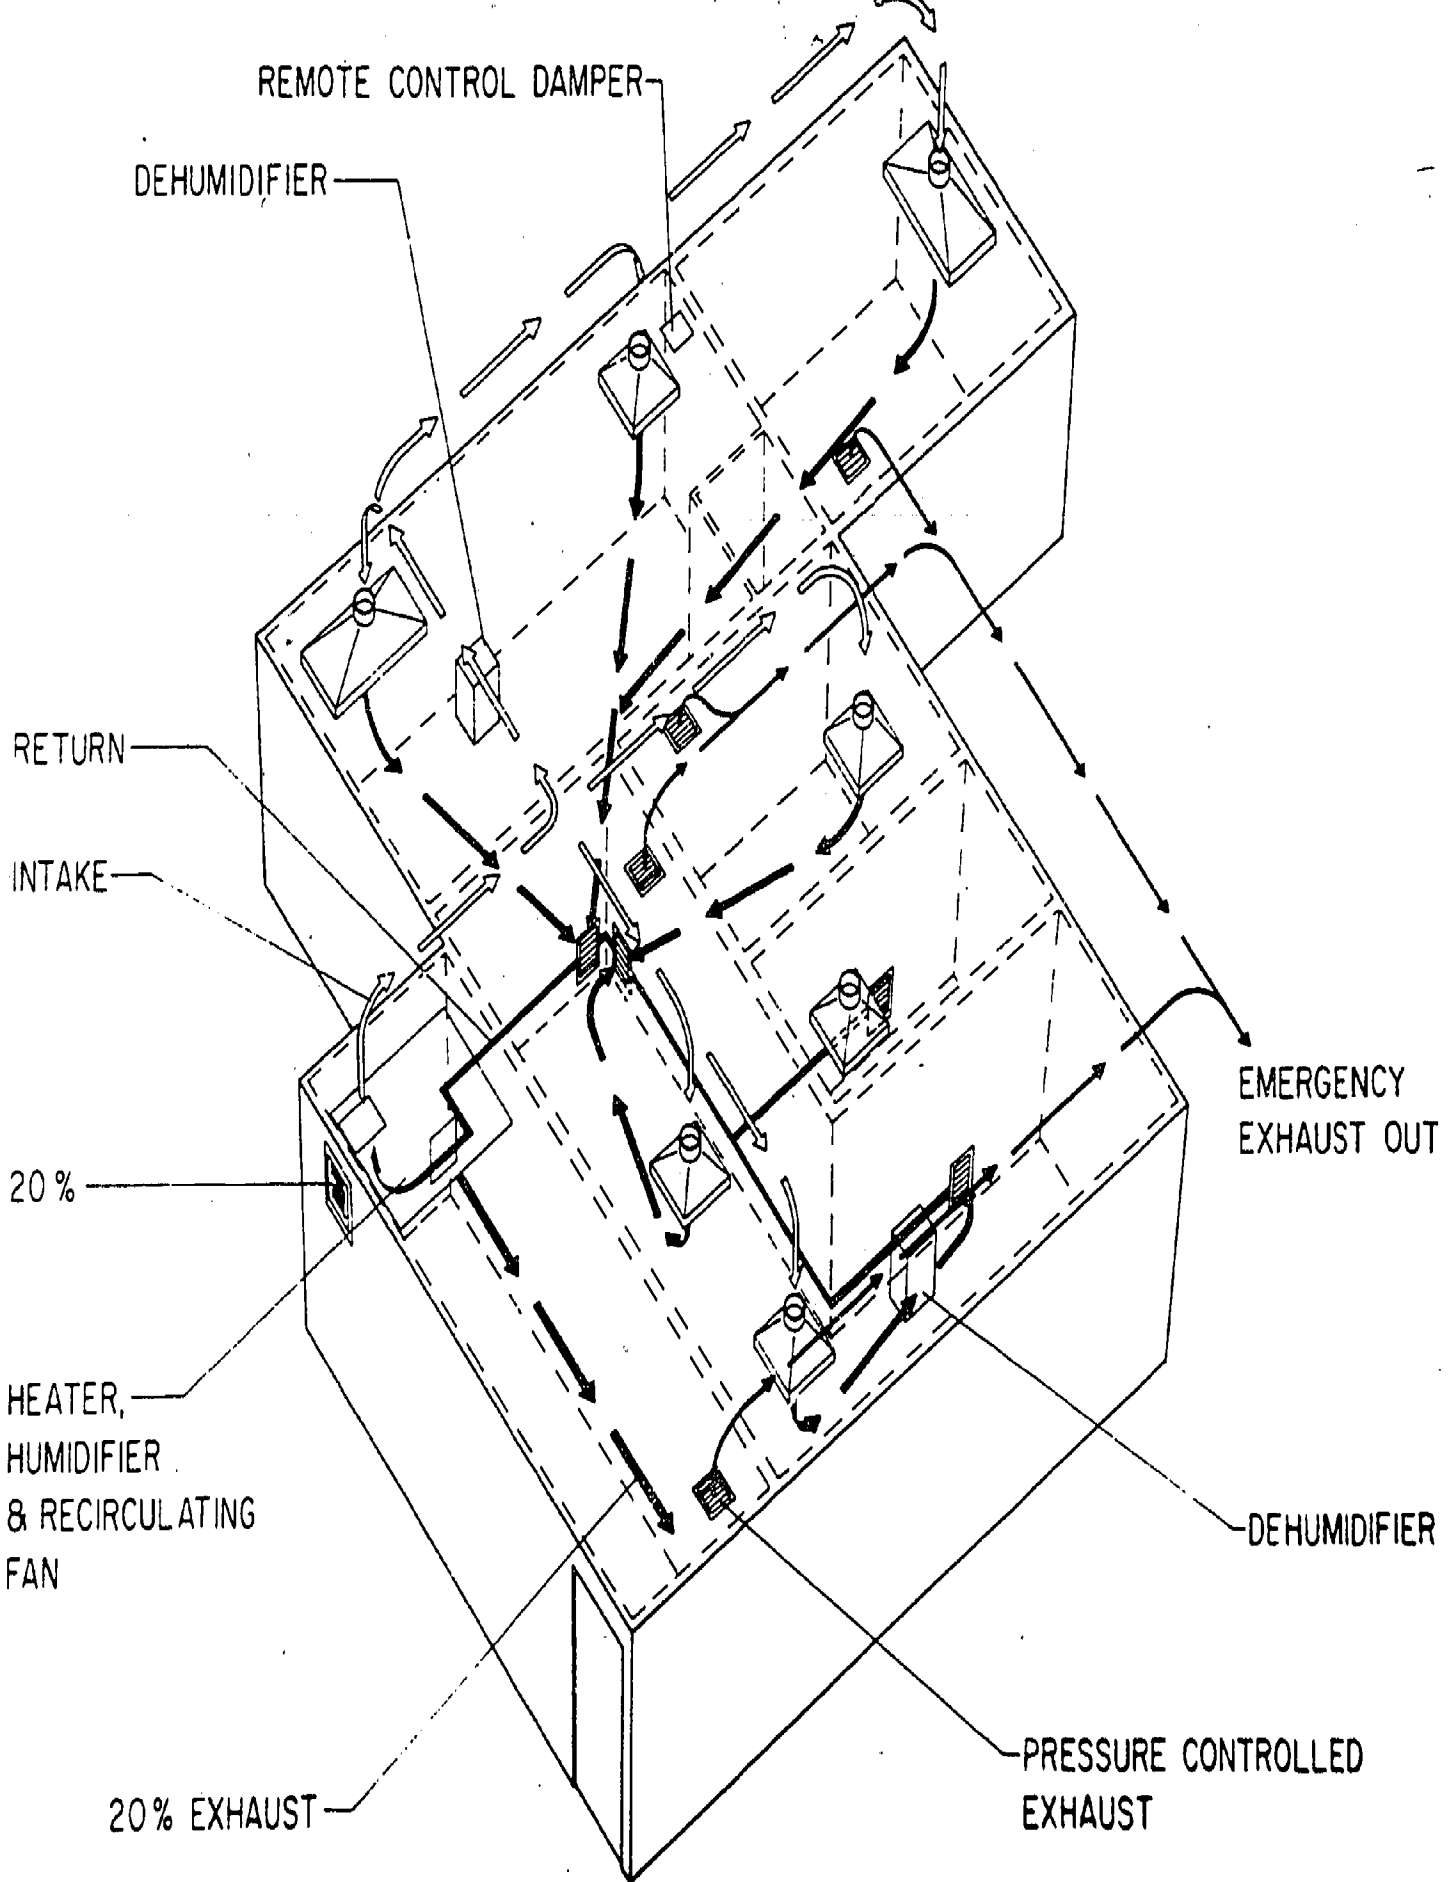 REMOTE CONTROL DAMPER
DEHUMIDIFIER
RETURN
INTAKE
20%
HEATER,
HUMIDIFIER
& RECIRCULATING
FAN
20% EXHAUST
EMERGENCY
EXHAUST OUT
DEHUMIDIFIER
PRESSURE CONTROLLED
EXHAUST